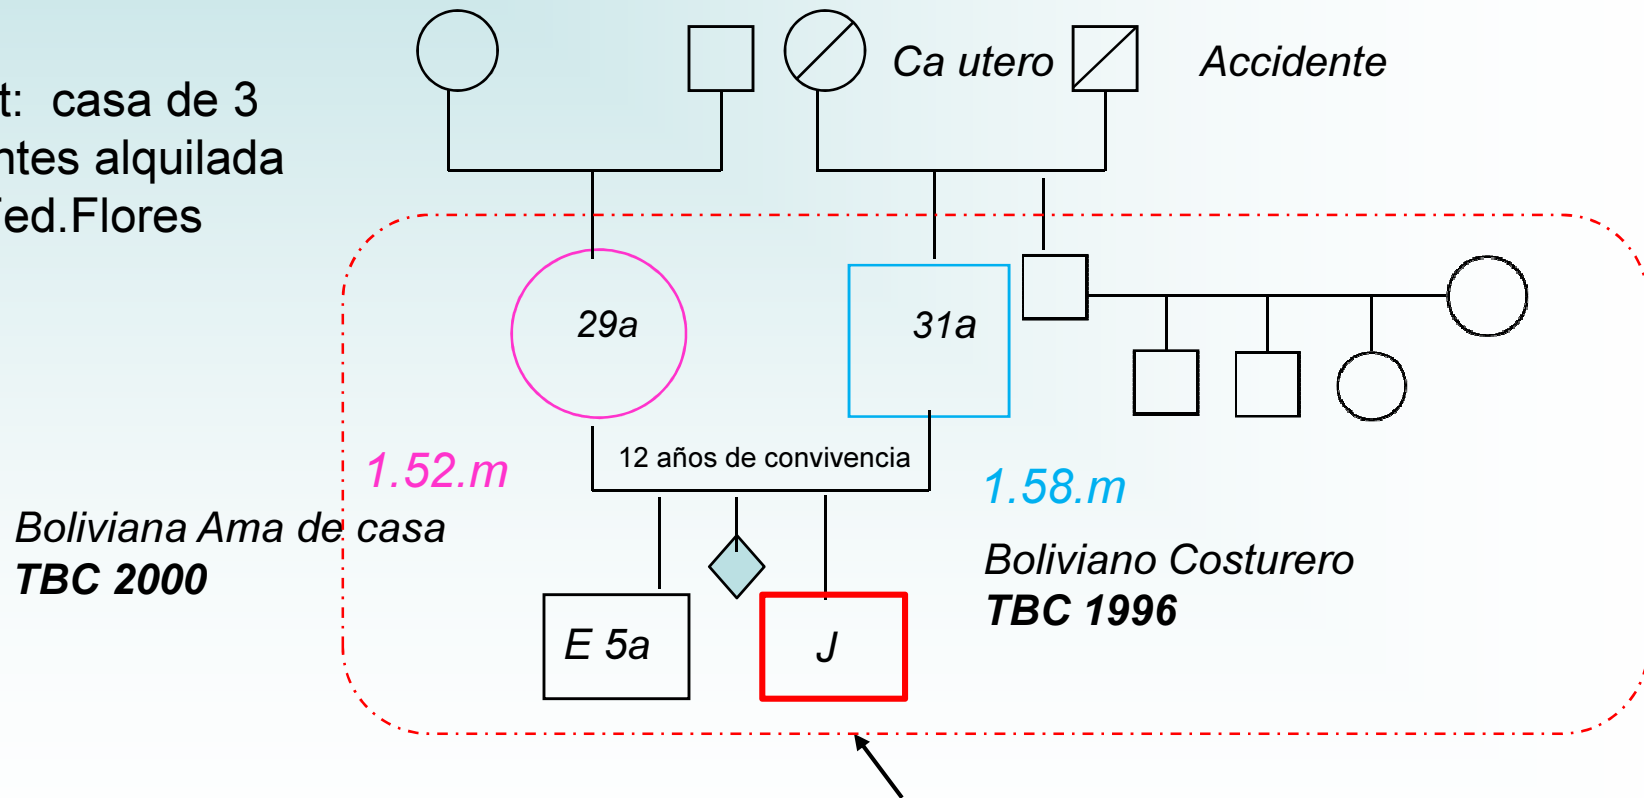 Ca utero
Accidente
t: casa de 3
ntes alquilada
ed.Flores
29a
31a
12 años de convivencia
1.52.m
1.58.m
Boliviana Ama de casa
TBC 2000
Boliviano Costurero
TBC 1996
E 5a
J